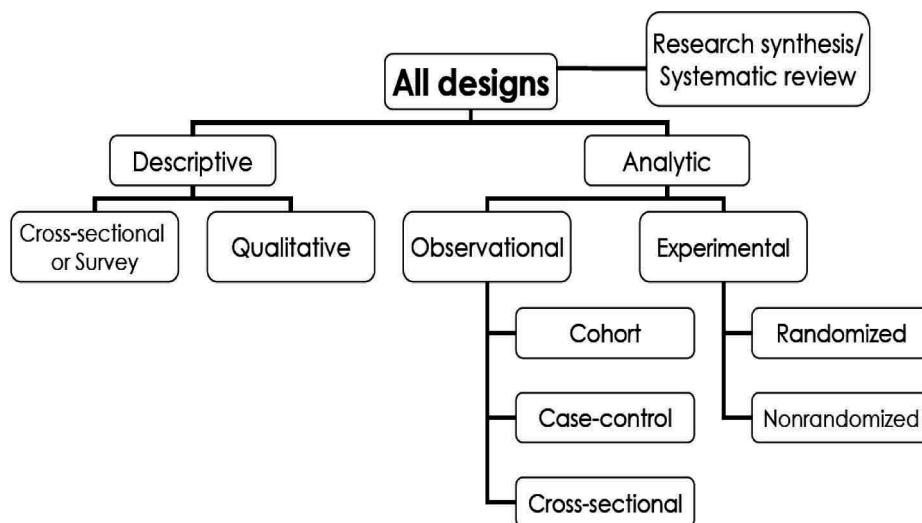 Research synthesis/
Systematic review
All designs
Descriptive
Analytic
Cross-sectional
or Survey
Qualitative
Observational
Experimental
Cohort
Randomized
Case-control
Nonrandomized
Cross-sectional